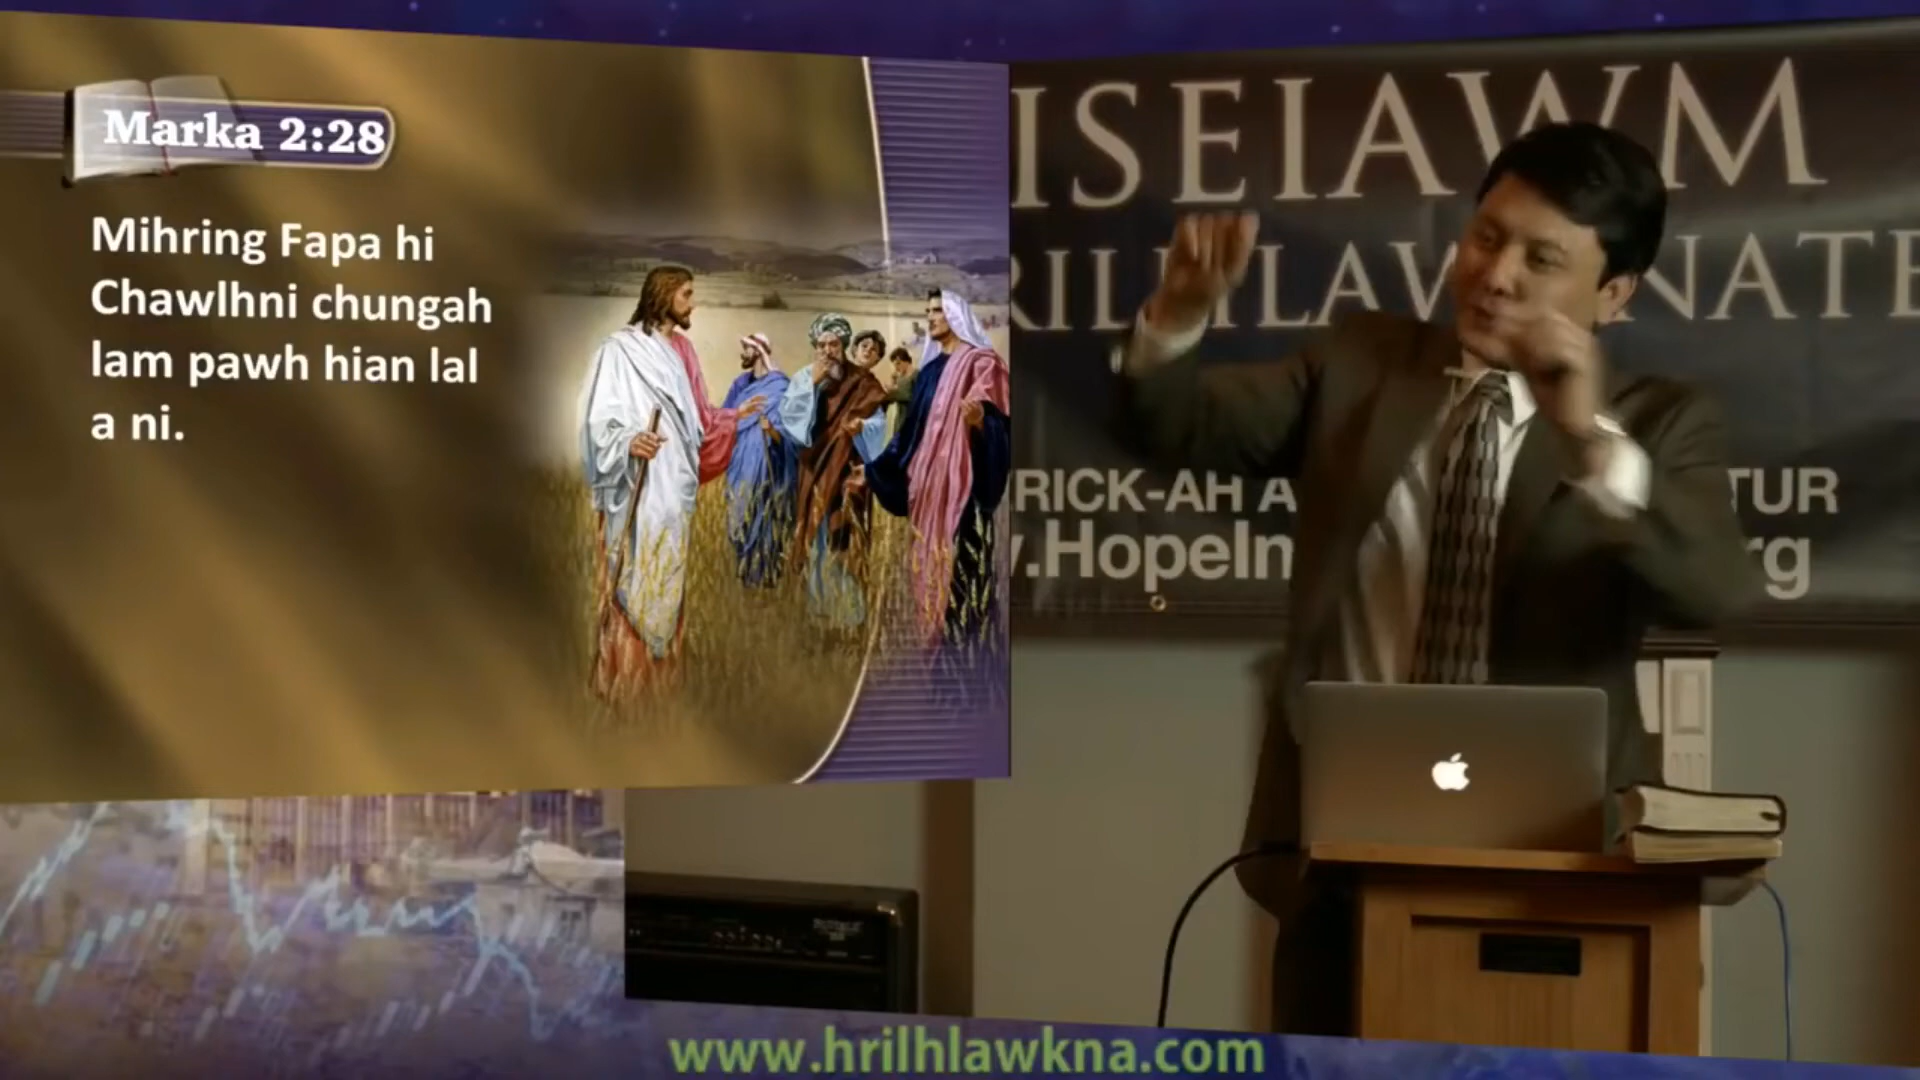 Marka 2:28
Mihring Fapa hi
Chawlhni chungah
lam pawh hian lal
a ni.
ISEIAWM
RILHLAW NATE
RICK-AH A TUR
.HopeIn rg
www.hrilhlawkna.com